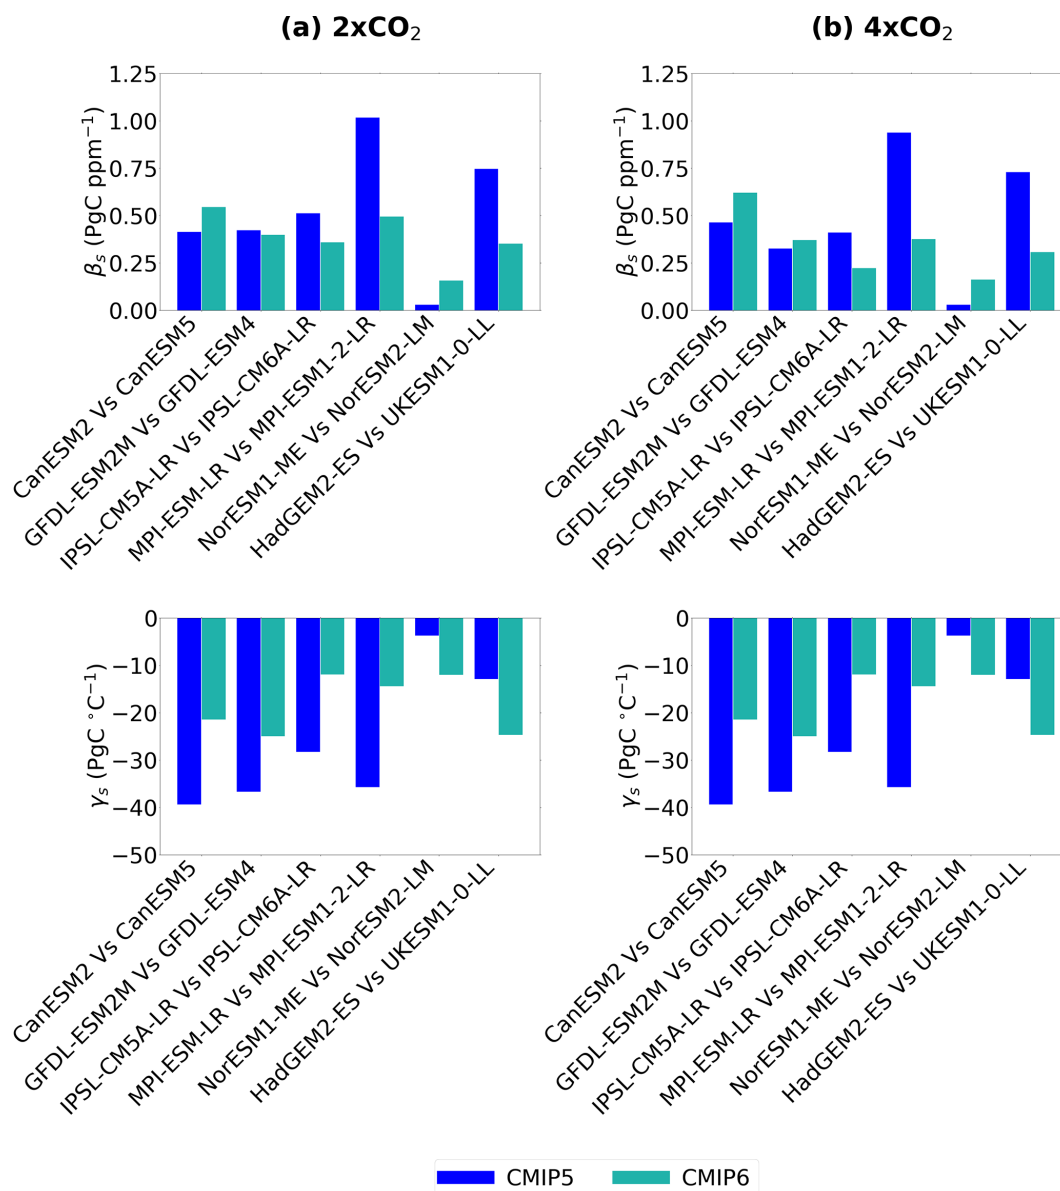 (a) 2xCO₂
(b) 4xCO₂
βₛ (PgC ppm⁻¹)
1.25
1.00
0.75
0.50
0.25
0.00
CanESM2 Vs CanESM5
GFDL-ESM2M Vs GFDL-ESM4
IPSL-CM5A-LR Vs IPSL-CM6A-LR
MPI-ESM-LR Vs MPI-ESM1-2-LR
NorESM1-ME Vs NorESM2-LM
HadGEM2-ES Vs UKESM1-0-LL
βₛ (PgC ppm⁻¹)
1.25
1.00
0.75
0.50
0.25
0.00
CanESM2 Vs CanESM5
GFDL-ESM2M Vs GFDL-ESM4
IPSL-CM5A-LR Vs IPSL-CM6A-LR
MPI-ESM-LR Vs MPI-ESM1-2-LR
NorESM1-ME Vs NorESM2-LM
HadGEM2-ES Vs UKESM1-0-LL
γₛ (PgC °C⁻¹)
0
−10
−20
−30
−40
−50
CanESM2 Vs CanESM5
GFDL-ESM2M Vs GFDL-ESM4
IPSL-CM5A-LR Vs IPSL-CM6A-LR
MPI-ESM-LR Vs MPI-ESM1-2-LR
NorESM1-ME Vs NorESM2-LM
HadGEM2-ES Vs UKESM1-0-LL
γₛ (PgC °C⁻¹)
0
−10
−20
−30
−40
−50
CanESM2 Vs CanESM5
GFDL-ESM2M Vs GFDL-ESM4
IPSL-CM5A-LR Vs IPSL-CM6A-LR
MPI-ESM-LR Vs MPI-ESM1-2-LR
NorESM1-ME Vs NorESM2-LM
HadGEM2-ES Vs UKESM1-0-LL
CMIP5
CMIP6